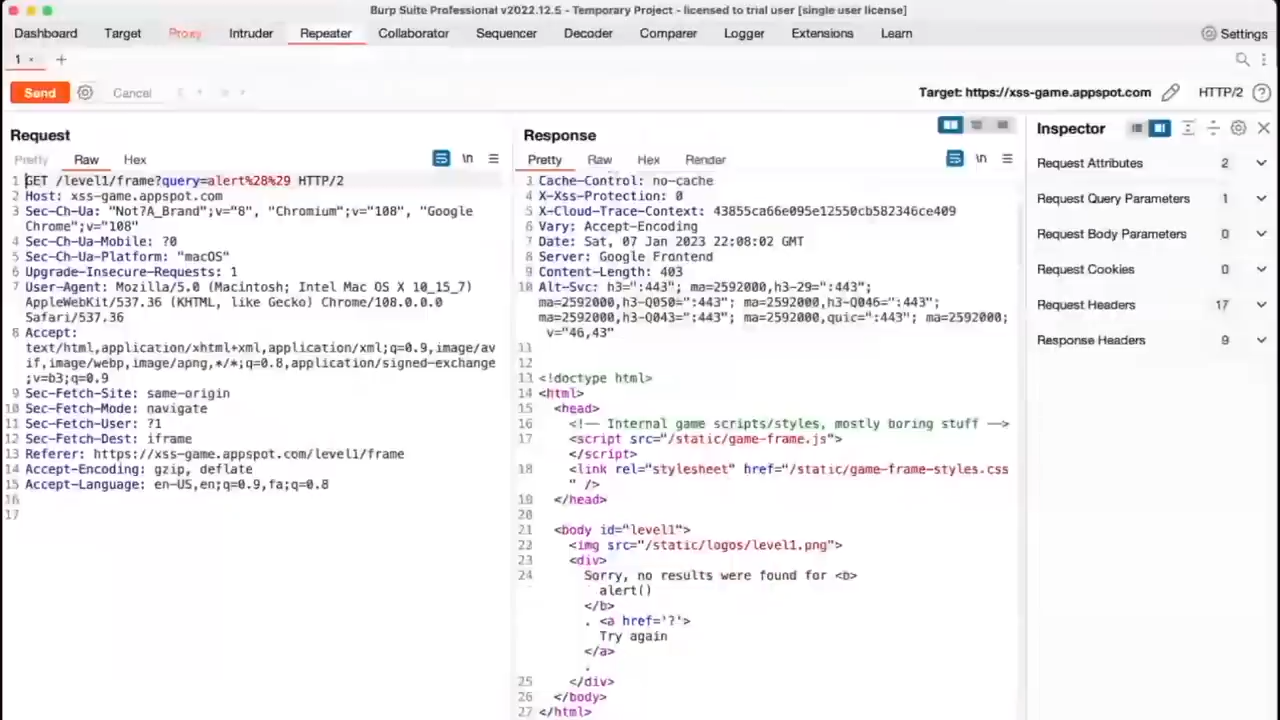 Burp Suite Professional v2022.12.5 - Temporary Project - licensed to trial user [single user license]
Dashboard Target Proxy Intruder Repeater Collaborator Sequencer Decoder Comparer Logger Extensions Learn Settings
1 × +
Send Cancel Target: https://xss-game.appspot.com HTTP/2
Request
Pretty Raw Hex \n
1 GET /level1/frame?query=alert%28%29 HTTP/2
2 Host: xss-game.appspot.com
3 Sec-Ch-Ua: "Not?A_Brand";v="8", "Chromium";v="108", "Google
Chrome";v="108"
4 Sec-Ch-Ua-Mobile: ?0
5 Sec-Ch-Ua-Platform: "macOS"
6 Upgrade-Insecure-Requests: 1
7 User-Agent: Mozilla/5.0 (Macintosh; Intel Mac OS X 10_15_7)
AppleWebKit/537.36 (KHTML, like Gecko) Chrome/108.0.0.0
Safari/537.36
8 Accept:
text/html,application/xhtml+xml,application/xml;q=0.9,image/av
if,image/webp,image/apng,*/*;q=0.8,application/signed-exchange
;v=b3;q=0.9
9 Sec-Fetch-Site: same-origin
10 Sec-Fetch-Mode: navigate
11 Sec-Fetch-User: ?1
12 Sec-Fetch-Dest: iframe
13 Referer: https://xss-game.appspot.com/level1/frame
14 Accept-Encoding: gzip, deflate
15 Accept-Language: en-US,en;q=0.9,fa;q=0.8
16
17
Response
Pretty Raw Hex Render \n
3 Cache-Control: no-cache
4 X-Xss-Protection: 0
5 X-Cloud-Trace-Context: 43855ca66e095e12550cb582346ce409
6 Vary: Accept-Encoding
7 Date: Sat, 07 Jan 2023 22:08:02 GMT
8 Server: Google Frontend
9 Content-Length: 403
10 Alt-Svc: h3=":443"; ma=2592000,h3-29=":443";
ma=2592000,h3-Q050=":443"; ma=2592000,h3-Q046=":443";
ma=2592000,h3-Q043=":443"; ma=2592000,quic=":443"; ma=2592000;
v="46,43"
11
12
13 <!doctype html>
14 <html>
15 <head>
16 <!-- Internal game scripts/styles, mostly boring stuff -->
17 <script src="/static/game-frame.js">
</script>
18 <link rel="stylesheet" href="/static/game-frame-styles.css
" />
19 </head>
20
21 <body id="level1">
22 <img src="/static/logos/level1.png">
23 <div>
24 Sorry, no results were found for <b>
alert()
</b>
. <a href='?'>
Try again
</a>
.
25 </div>
26 </body>
27 </html>
Inspector
Request Attributes 2
Request Query Parameters 1
Request Body Parameters 0
Request Cookies 0
Request Headers 17
Response Headers 9